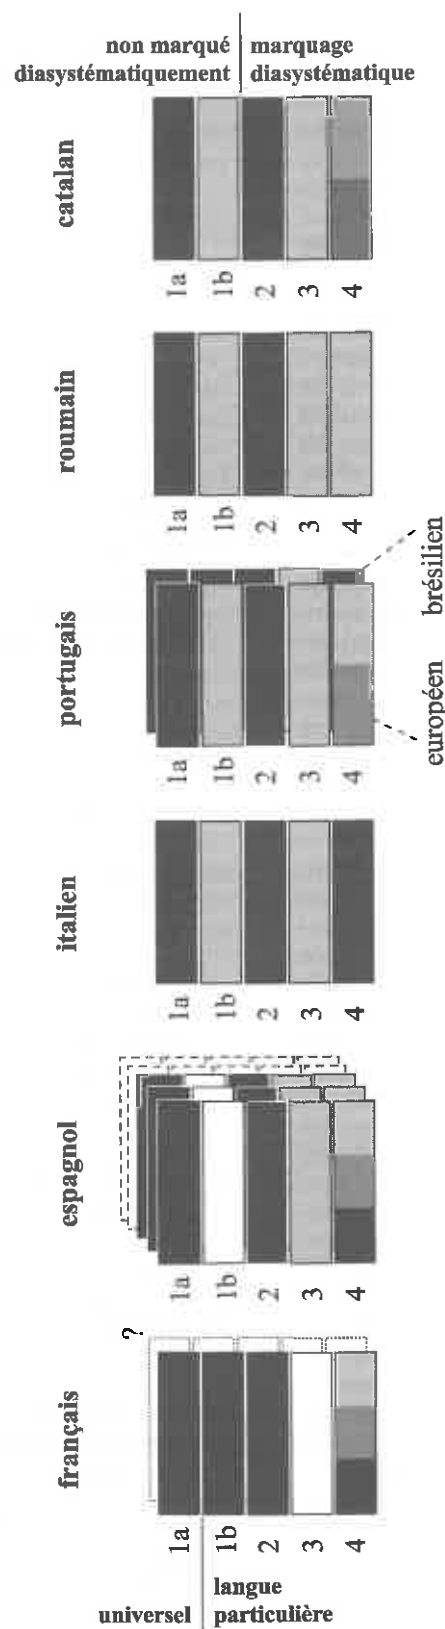 non marqué
diasystématiquement
marquage
diasystématique
catalan
1a
1b
2
3
4
roumain
1a
1b
2
3
4
portugais
1a
1b
2
3
4
européen
brésilien
italien
1a
1b
2
3
4
espagnol
1a
1b
2
3
4
français
?
1a
1b
2
3
4
universel
langue
particulière